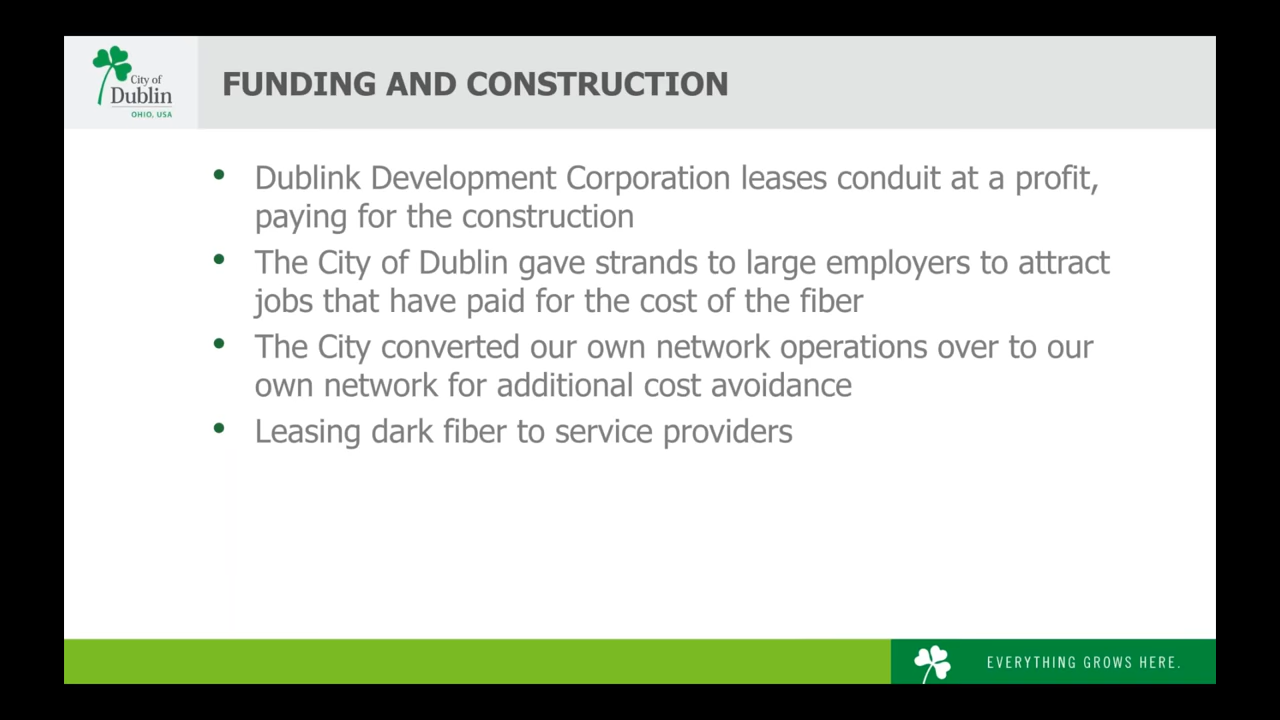 City of
Dublin
OHIO, USA
FUNDING AND CONSTRUCTION
• Dublink Development Corporation leases conduit at a profit,
paying for the construction
• The City of Dublin gave strands to large employers to attract
jobs that have paid for the cost of the fiber
• The City converted our own network operations over to our
own network for additional cost avoidance
• Leasing dark fiber to service providers
EVERYTHING GROWS HERE.